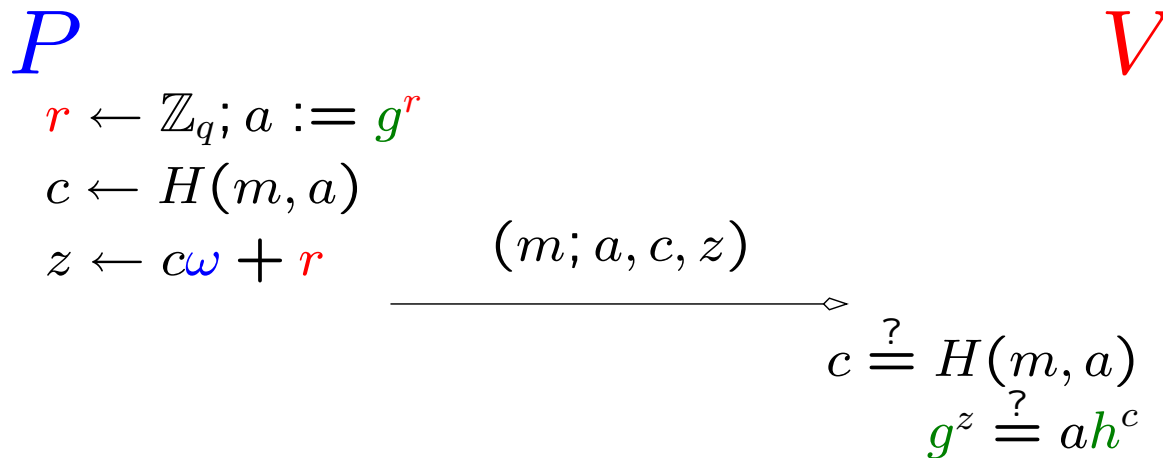 P V
r ← ℤ_q; a := g^r
c ← H(m, a)
z ← cω + r
(m; a, c, z)
c ≟ H(m, a)
g^z ≟ ah^c